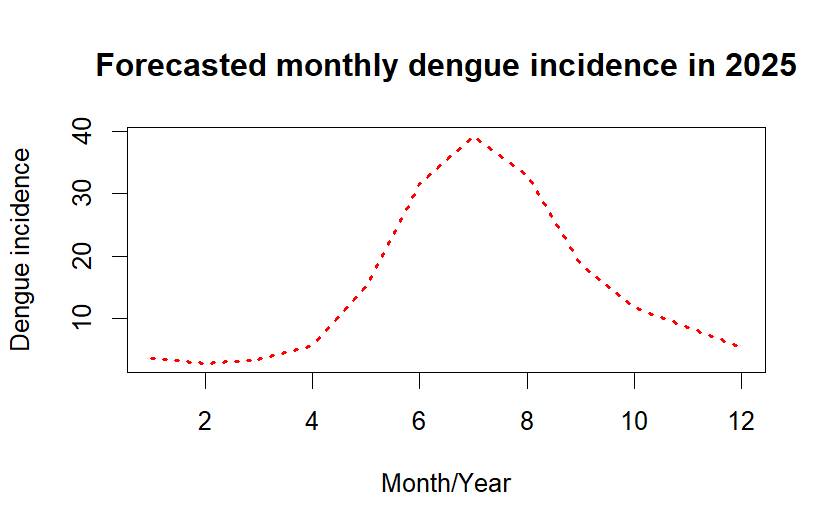 Forecasted monthly dengue incidence in 2025
Dengue incidence
40
30
20
10
2 4 6 8 10 12
Month/Year